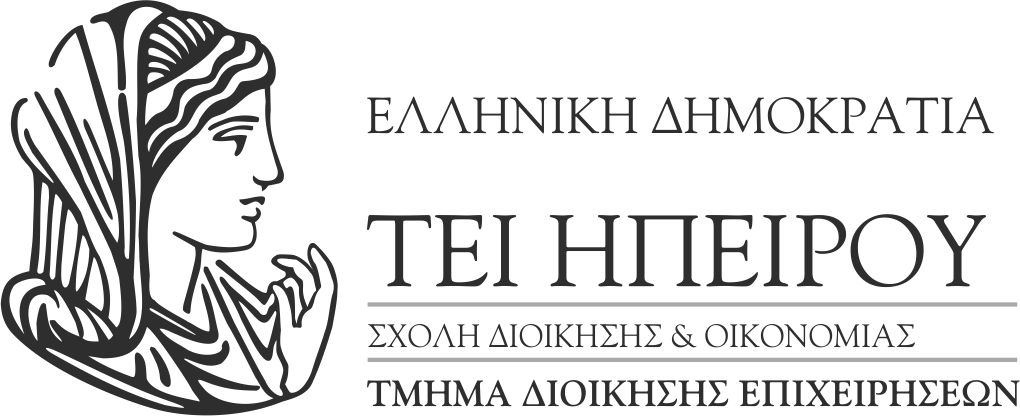 ΕΛΛΗΝΙΚΗ ΔΗΜΟΚΡΑΤΙΑ
ΤΕΙ ΗΠΕΙΡΟΥ
ΣΧΟΛΗ ΔΙΟΙΚΗΣΗΣ & ΟΙΚΟΝΟΜΙΑΣ
ΤΜΗΜΑ ΔΙΟΙΚΗΣΗΣ ΕΠΙΧΕΙΡΗΣΕΩΝ